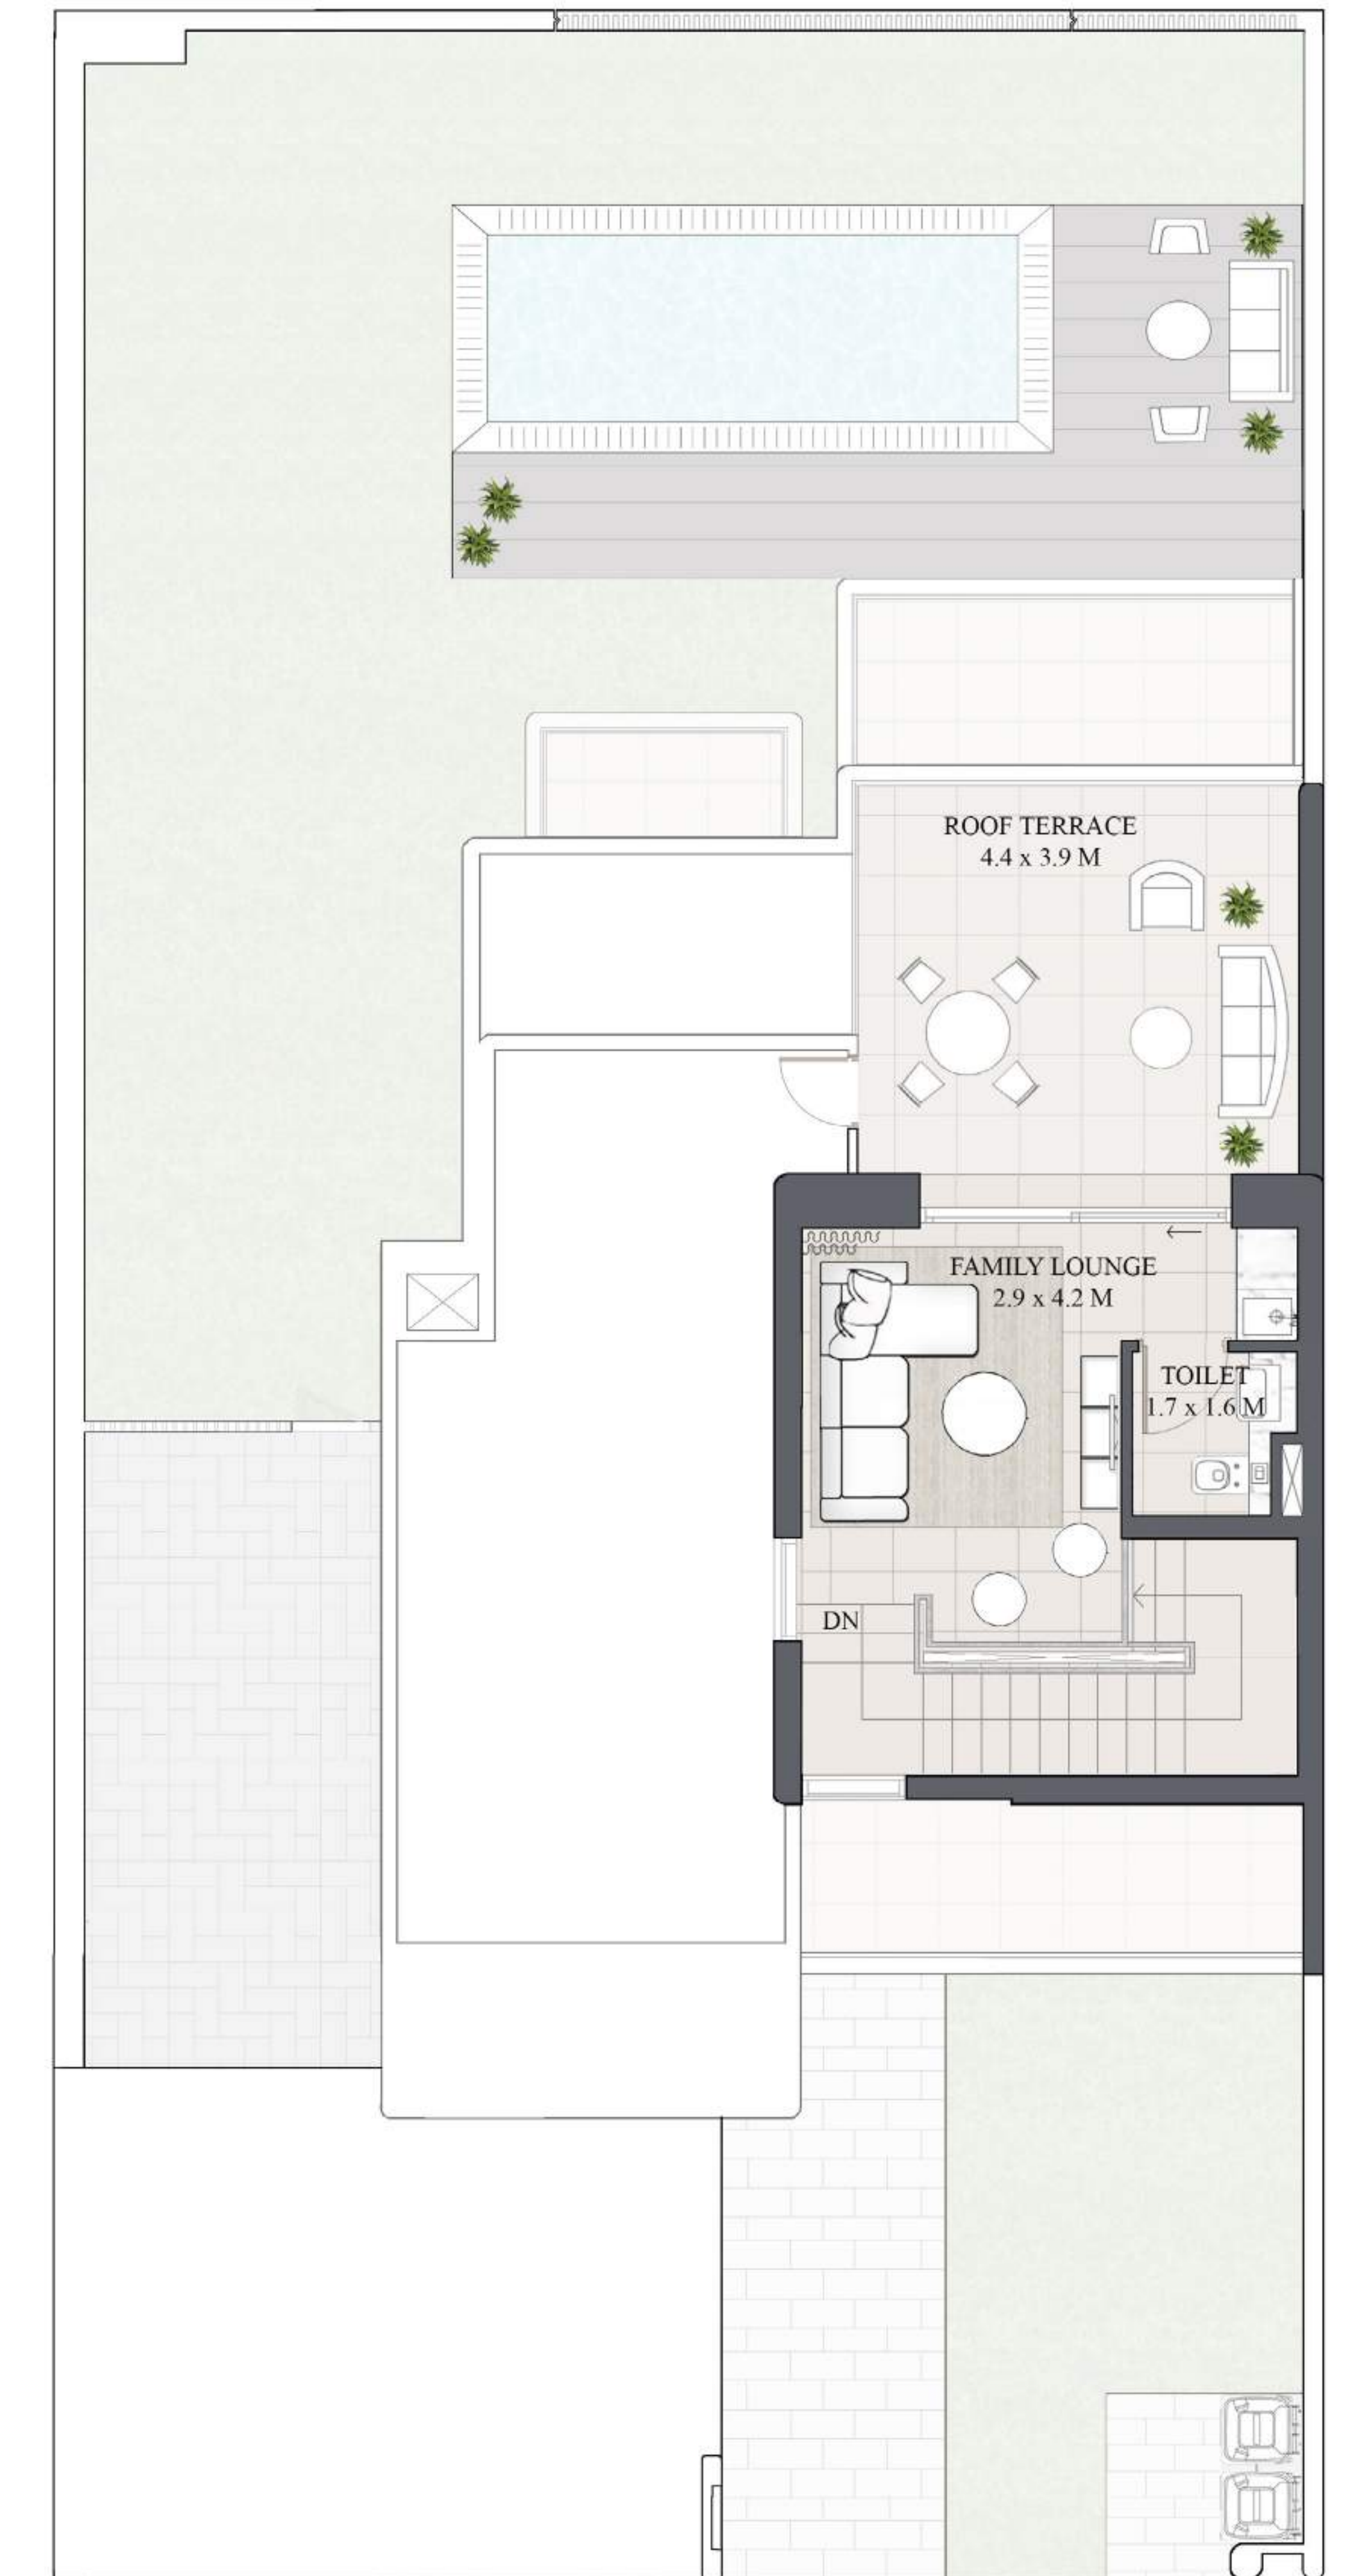 ROOF TERRACE
4.4 x 3.9 M
FAMILY LOUNGE
2.9 x 4.2 M
TOILET
1.7 x 1.6 M
DN